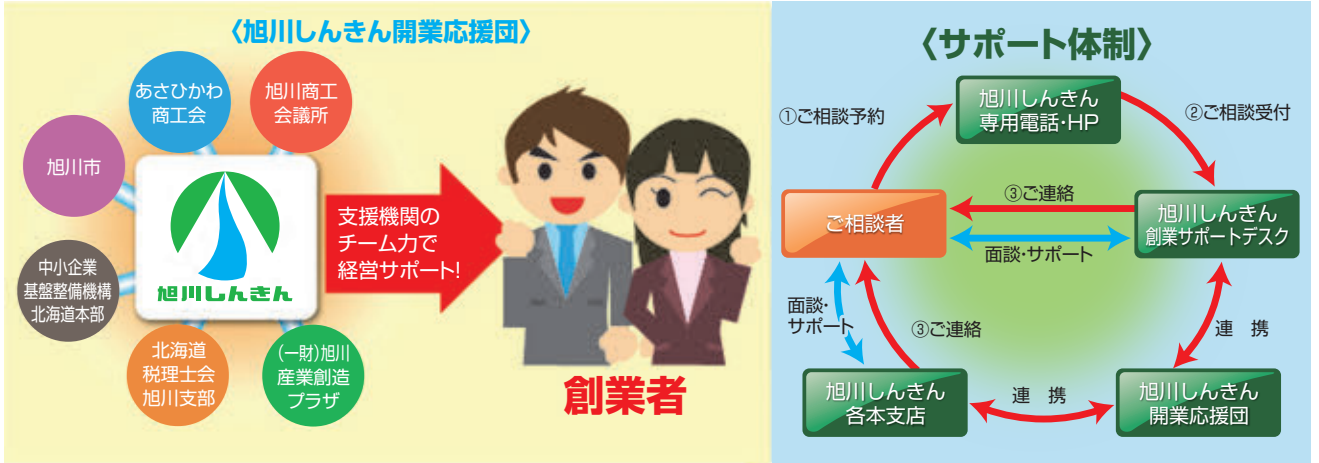 〈旭川しんきん開業応援団〉
あさひかわ
商工会
旭川商工
会議所
旭川市
中小企業
基盤整備機構
北海道本部
旭川しんきん
北海道
税理士会
旭川支部
(一財)旭川
産業創造
プラザ
支援機関の
チーム力で
経営サポート!
創業者
〈サポート体制〉
①ご相談予約
旭川しんきん
専用電話・HP
②ご相談受付
ご相談者
③ご連絡
面談・サポート
旭川しんきん
創業サポートデスク
面談・
サポート
③ご連絡
連 携
旭川しんきん
各本支店
連 携
旭川しんきん
開業応援団